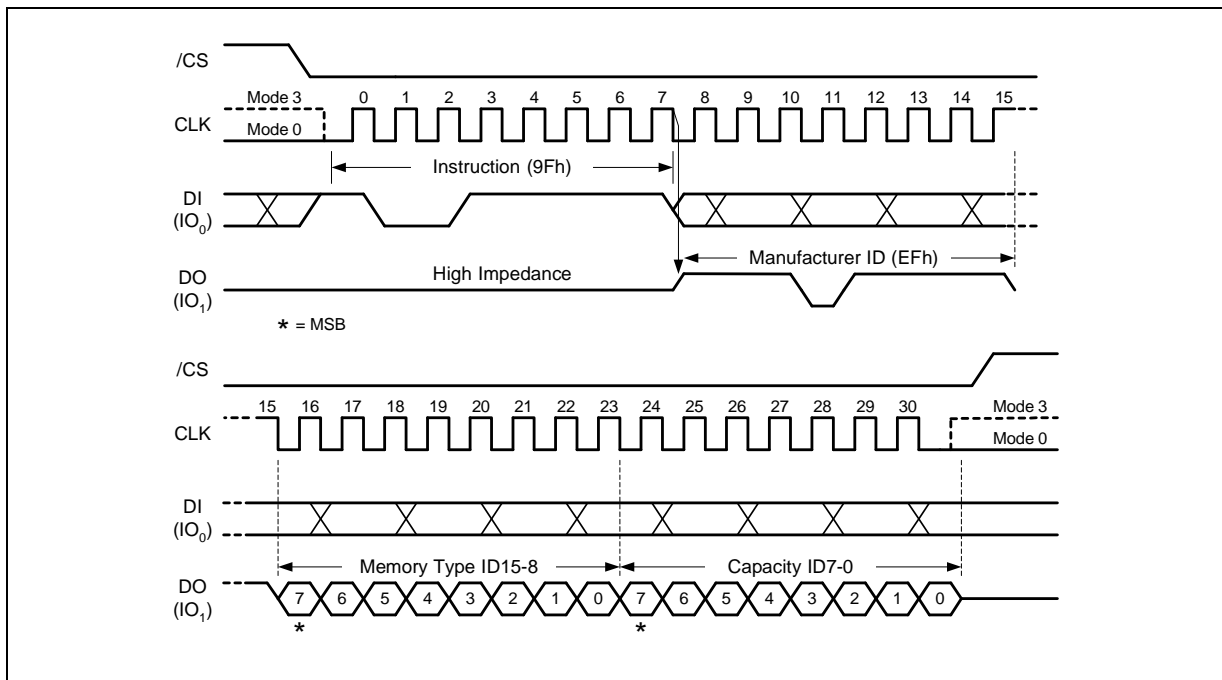 /CS
Mode 3 0 1 2 3 4 5 6 7 8 9 10 11 12 13 14 15
CLK
Mode 0
Instruction (9Fh)
DI
(IO0)
Manufacturer ID (EFh)
DO
(IO1)
High Impedance
* = MSB
/CS
15 16 17 18 19 20 21 22 23 24 25 26 27 28 29 30 Mode 3
CLK
Mode 0
DI
(IO0)
Memory Type ID15-8 Capacity ID7-0
DO
(IO1)
7 6 5 4 3 2 1 0 7 6 5 4 3 2 1 0
* *